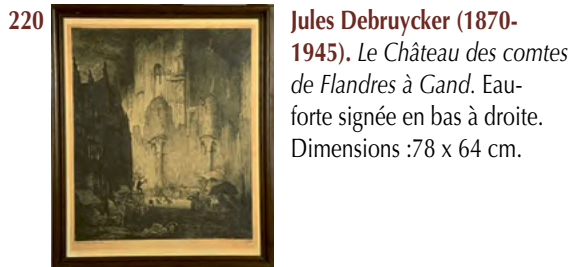 220
Jules Debruycker (1870-
1945). Le Château des comtes
de Flandres à Gand. Eau-
forte signée en bas à droite.
Dimensions :78 x 64 cm.